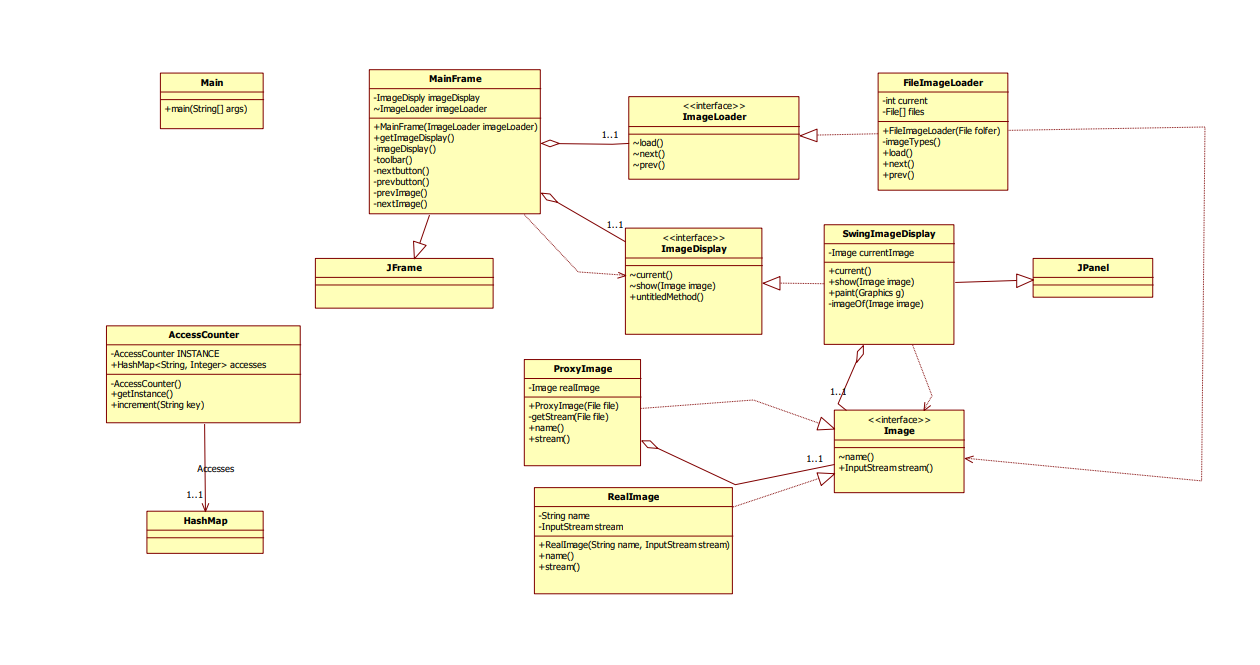 Main
+main(String[] args)
MainFrame
-ImageDisply imageDisplay
~ImageLoader imageLoader
+MainFrame(ImageLoader imageLoader)
+getImageDisplay()
-imageDisplay()
-toolbar()
-nextbutton()
-prevbutton()
-prevImage()
-nextImage()
1..1
<<interface>>
ImageLoader
~load()
~next()
~prev()
FileImageLoader
-int current
-File[] files
+FileImageLoader(File folfer)
-imageTypes()
+load()
+next()
+prev()
1..1
<<interface>>
ImageDisplay
~current()
~show(Image image)
+untitledMethod()
SwingImageDisplay
-Image currentImage
+current()
+show(Image image)
+paint(Graphics g)
-imageOf(Image image)
JPanel
JFrame
AccessCounter
-AccessCounter INSTANCE
+HashMap<String, Integer> accesses
-AccessCounter()
+getInstance()
+increment(String key)
Accesses
1..1
HashMap
ProxyImage
-Image realImage
+ProxyImage(File file)
-getStream(File file)
+name()
+stream()
1..1
1..1
<<interface>>
Image
~name()
+InputStream stream()
RealImage
-String name
-InputStream stream
+RealImage(String name, InputStream stream)
+name()
+stream()